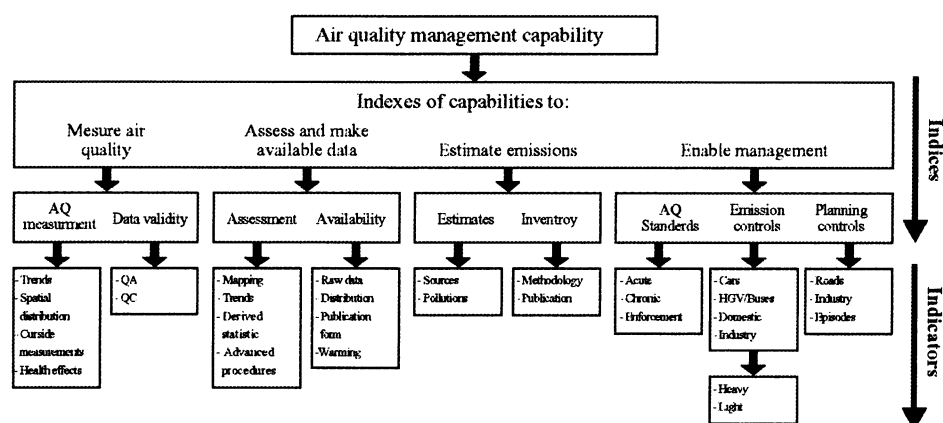 Air quality management capability
Indexes of capabilities to:
Mesure air
quality
Assess and make
available data
Estimate emissions
Enable management
AQ
measurment
Data validity
Assessment
Availability
Estimates
Inventroy
AQ
Standerds
Emission
controls
Planning
controls
- Trends
- Spatial
distribution
- Curside
measurements
- Health effects
- QA
- QC
- Mapping
- Trends
- Derived
statistic
- Advanced
procedures
- Raw data
- Distribution
- Publication
form
- Warming
- Sources
- Pollutions
- Methodology
- Publication
- Acute
- Chronic
- Enforcement
- Cars
- HGV/Buses
- Domestic
- Industry
- Roads
- Industry
- Episodes
- Heavy
- Light
Indices
Indicators